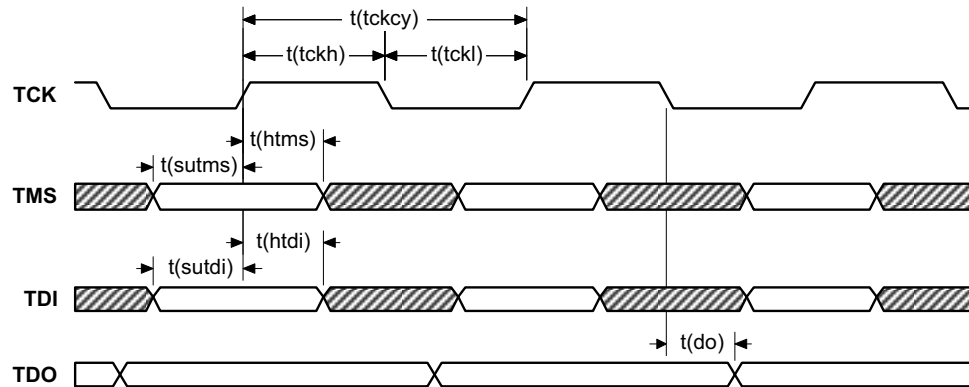 t(tckcy)
t(tckh) t(tckl)
TCK
t(htms)
t(sutms)
TMS
t(htdi)
t(sutdi)
TDI
t(do)
TDO